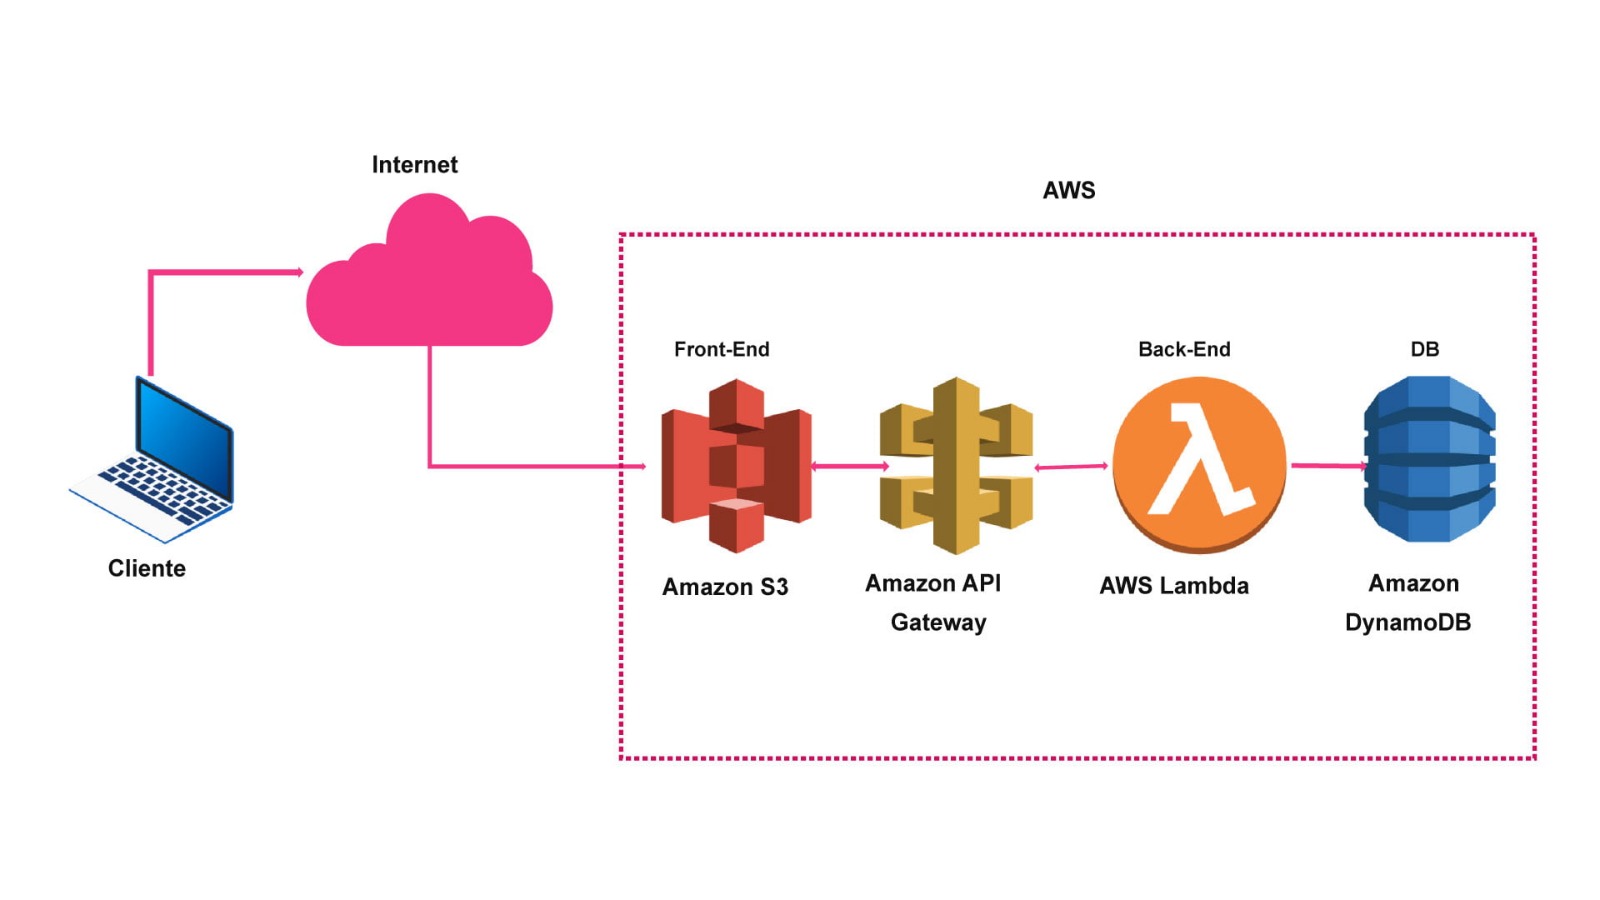 Internet
AWS
Front-End
Back-End
DB
Cliente
Amazon S3
Amazon API
Gateway
AWS Lambda
Amazon
DynamoDB